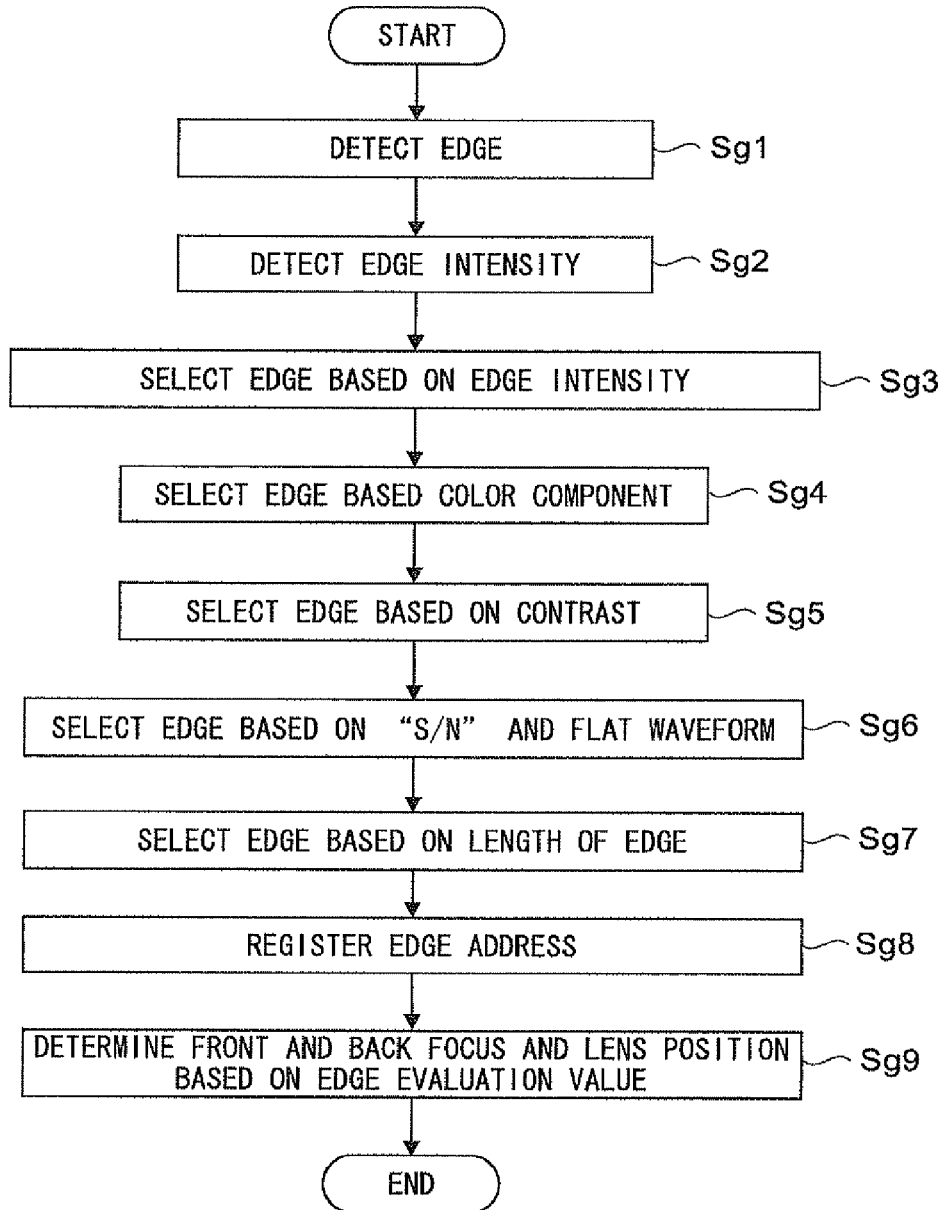 START
DETECT EDGE
Sg1
DETECT EDGE INTENSITY
Sg2
SELECT EDGE BASED ON EDGE INTENSITY
Sg3
SELECT EDGE BASED COLOR COMPONENT
Sg4
SELECT EDGE BASED ON CONTRAST
Sg5
SELECT EDGE BASED ON “S/N” AND FLAT WAVEFORM
Sg6
SELECT EDGE BASED ON LENGTH OF EDGE
Sg7
REGISTER EDGE ADDRESS
Sg8
DETERMINE FRONT AND BACK FOCUS AND LENS POSITION
BASED ON EDGE EVALUATION VALUE
Sg9
END